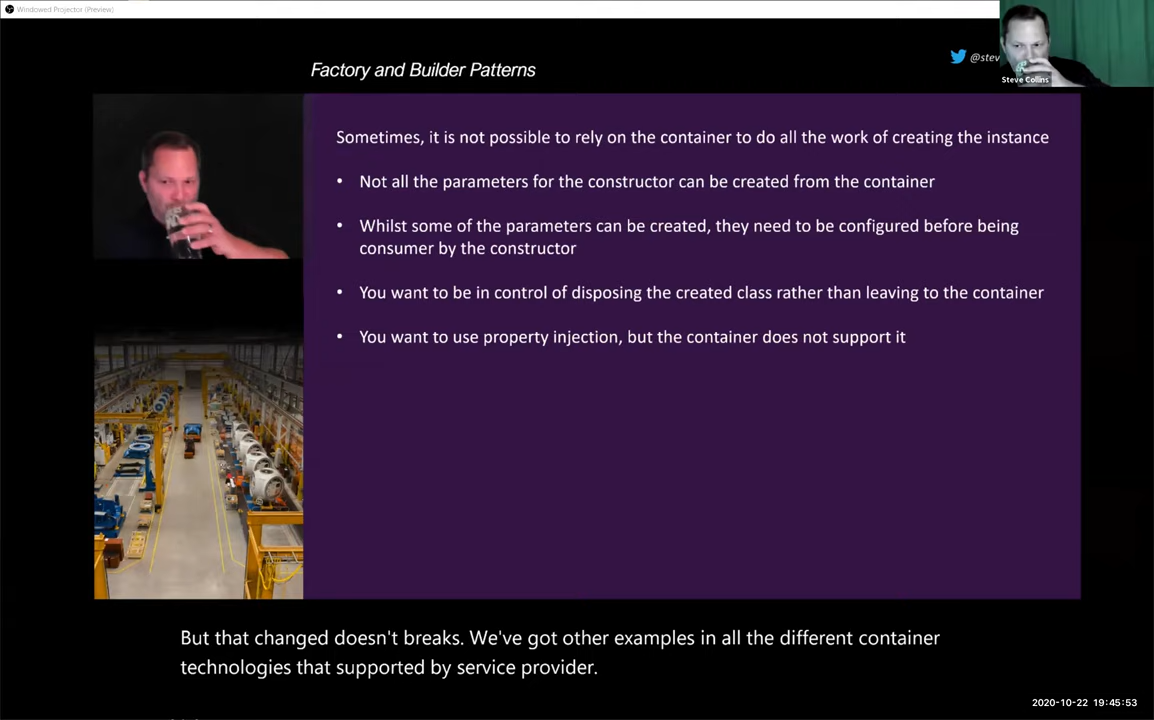 Windowed Projector (Preview)
Factory and Builder Patterns
@stev
Steve Collins
Sometimes, it is not possible to rely on the container to do all the work of creating the instance
• Not all the parameters for the constructor can be created from the container
• Whilst some of the parameters can be created, they need to be configured before being
consumer by the constructor
• You want to be in control of disposing the created class rather than leaving to the container
• You want to use property injection, but the container does not support it
But that changed doesn't breaks. We've got other examples in all the different container
technologies that supported by service provider.
2020-10-22 19:45:53